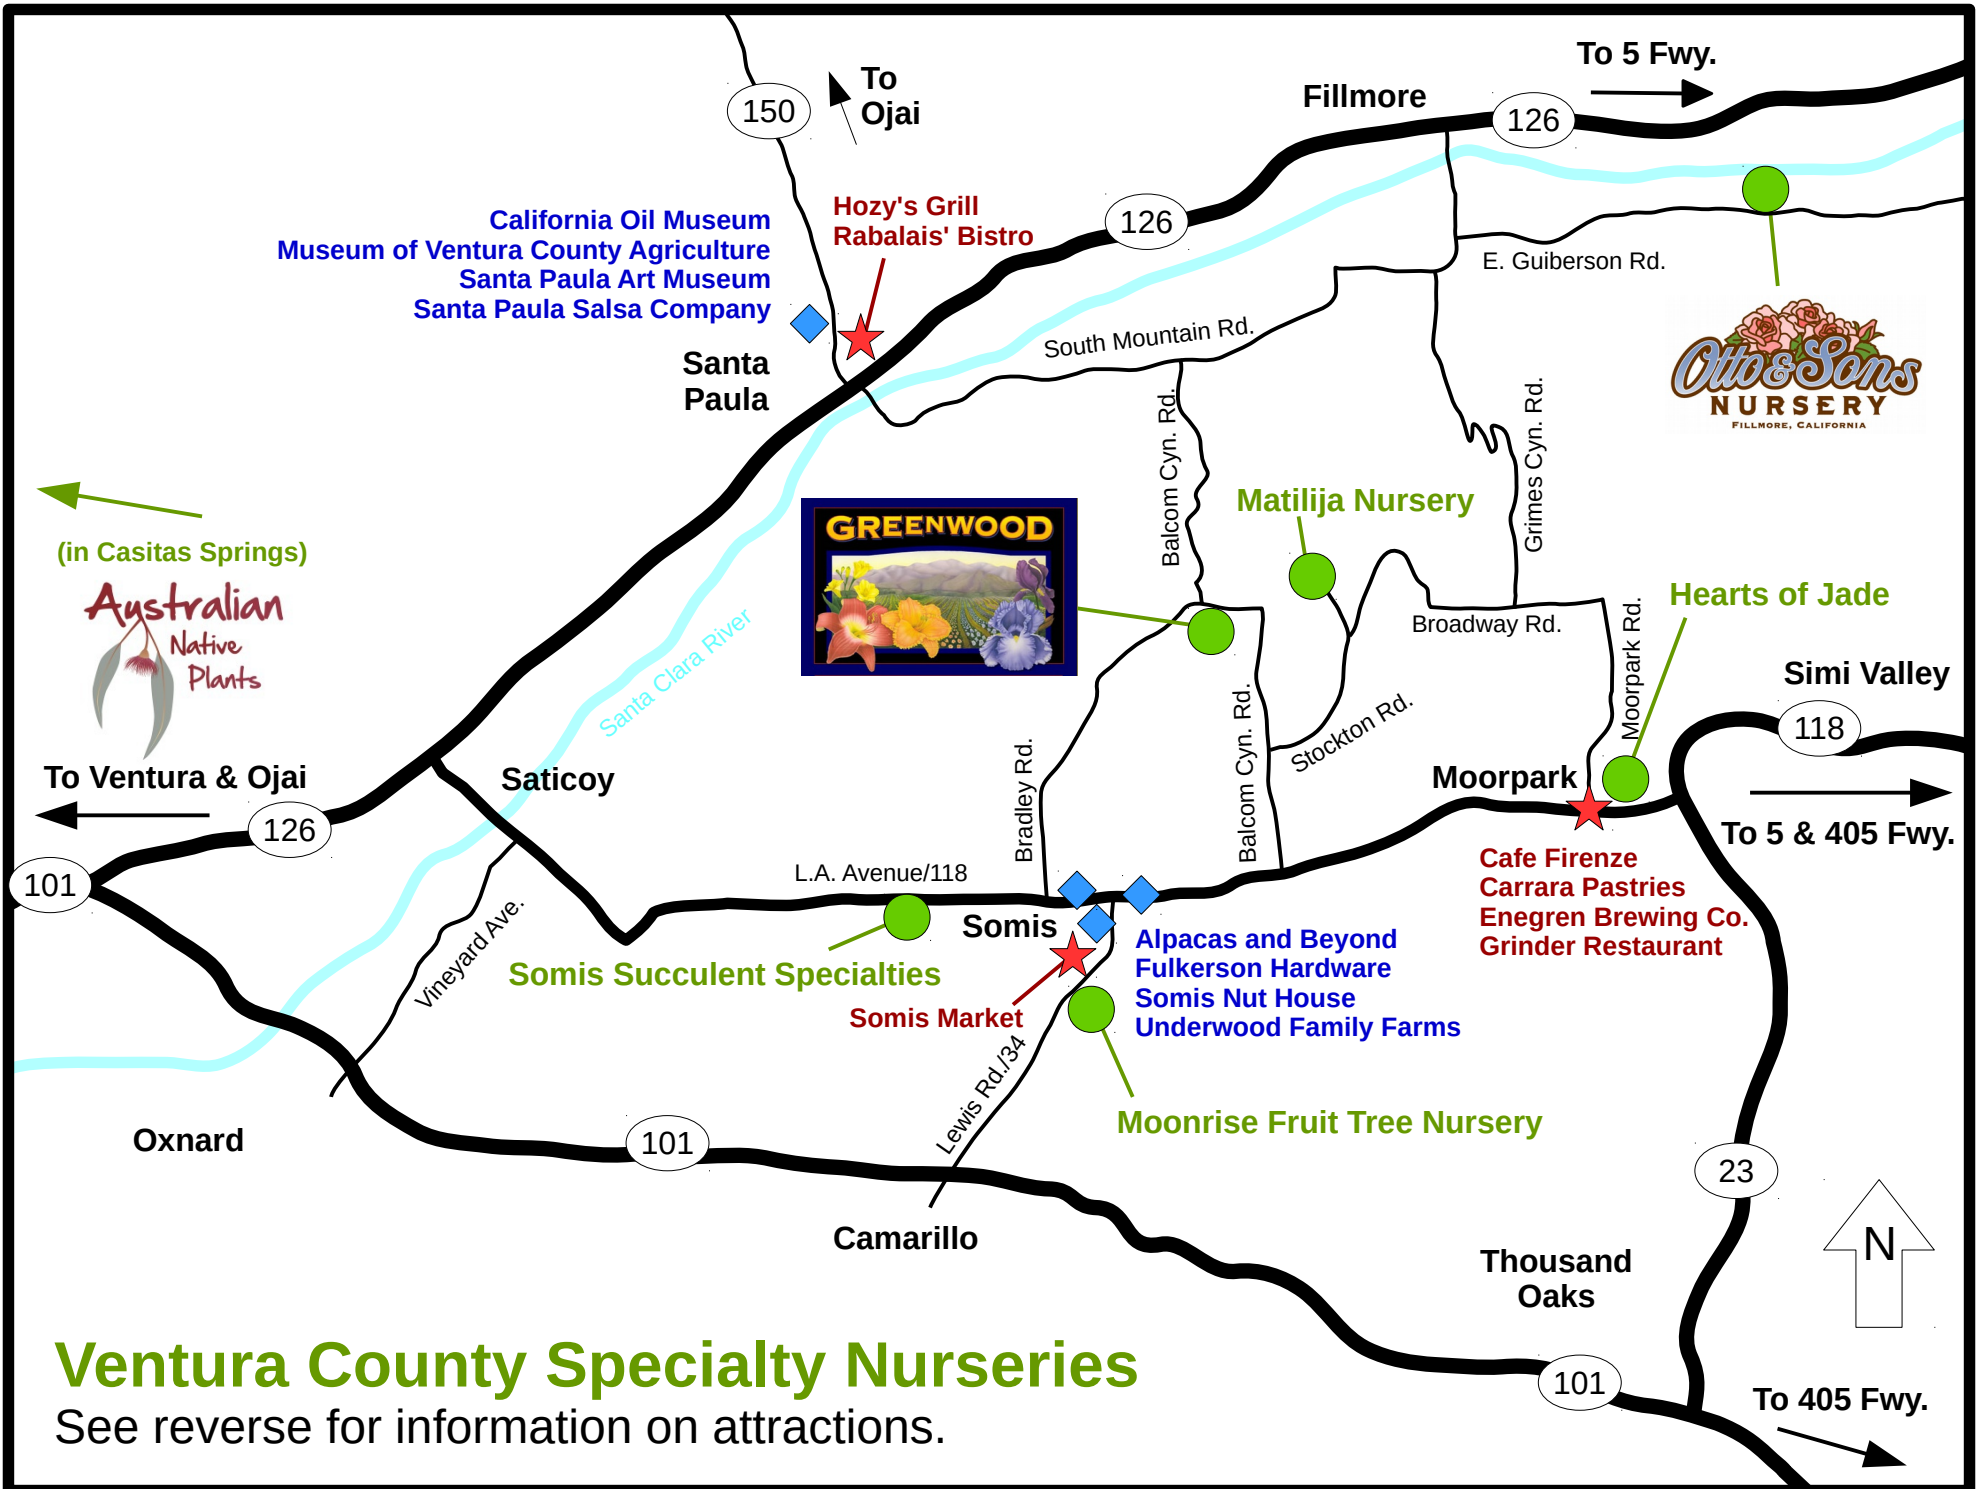 To 5 Fwy.
To
Ojai
150
Fillmore
126
Hozy's Grill
Rabalais' Bistro
California Oil Museum
Museum of Ventura County Agriculture
Santa Paula Art Museum
Santa Paula Salsa Company
126
E. Guiberson Rd.
South Mountain Rd.
Santa
Paula
Otto & Sons
NURSERY
FILLMORE, CALIFORNIA
Balcom Cyn. Rd.
Grimes Cyn. Rd.
Matilija Nursery
GREENWOOD
(in Casitas Springs)
Australian
Native
Plants
Hearts of Jade
Broadway Rd.
Moorpark Rd.
Santa Clara River
Simi Valley
118
Stockton Rd.
Balcom Cyn. Rd.
Bradley Rd.
To Ventura & Ojai
Saticoy
Moorpark
126
To 5 & 405 Fwy.
101
L.A. Avenue/118
Cafe Firenze
Carrara Pastries
Enegren Brewing Co.
Grinder Restaurant
Vineyard Ave.
Somis
Alpacas and Beyond
Fulkerson Hardware
Somis Nut House
Underwood Family Farms
Somis Succulent Specialties
Somis Market
Lewis Rd./34
Moonrise Fruit Tree Nursery
Oxnard
101
23
Camarillo
N
Thousand
Oaks
101
To 405 Fwy.
Ventura County Specialty Nurseries
See reverse for information on attractions.